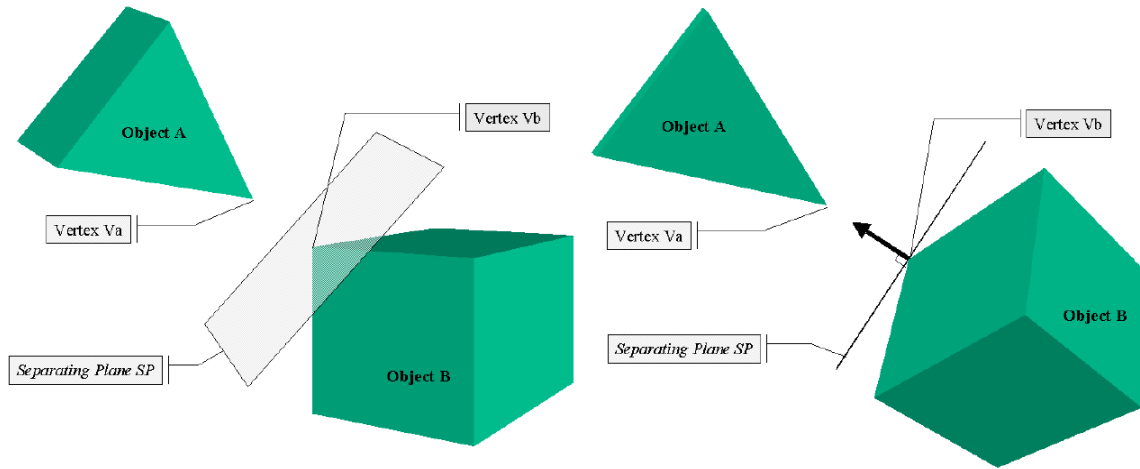 Object A
Vertex Vb
Vertex Va
Separating Plane SP
Object B
Object A
Vertex Vb
Vertex Va
Separating Plane SP
Object B